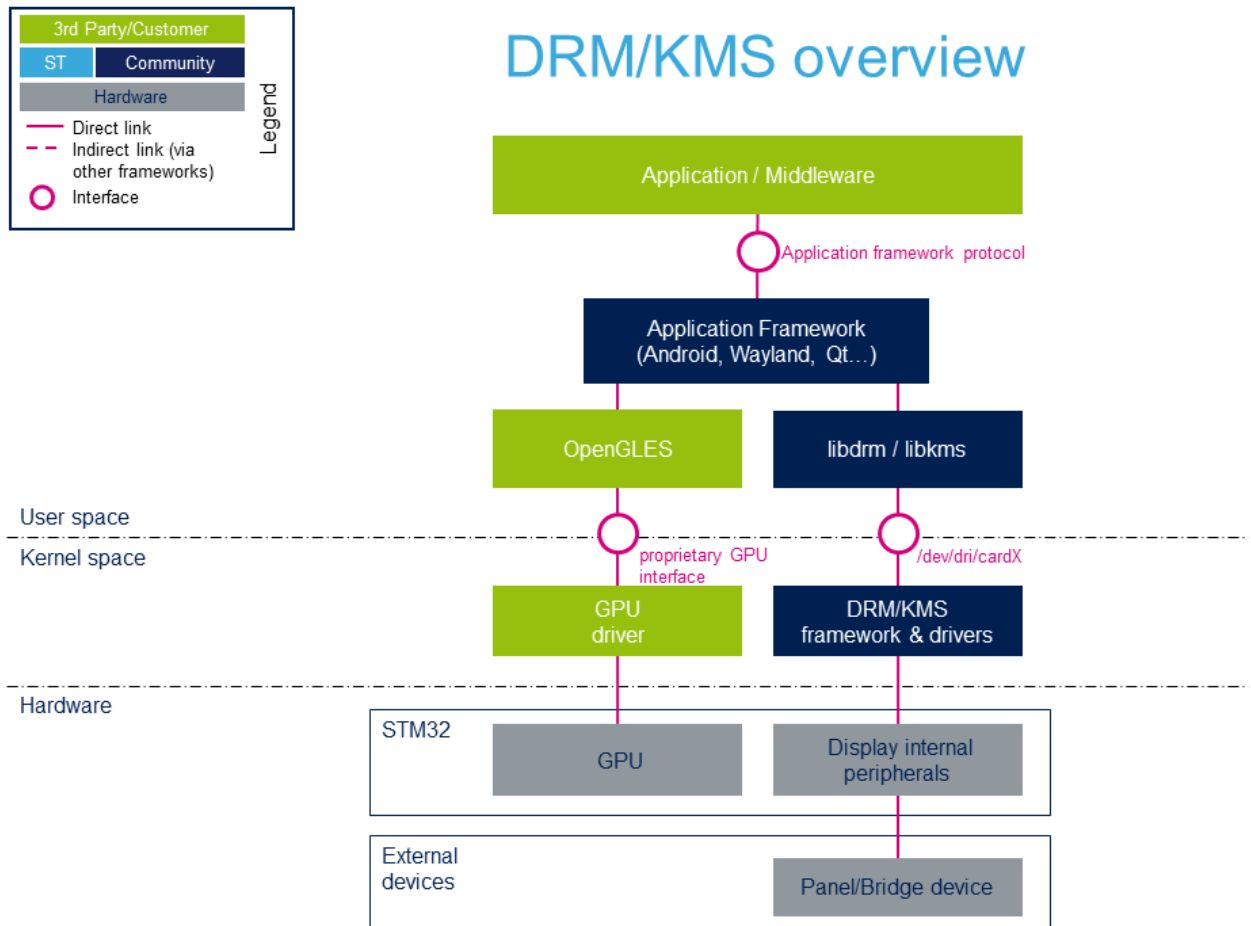 3rd Party/Customer
ST
Community
Hardware
Direct link
Indirect link (via
other frameworks)
Interface
Legend
DRM/KMS overview
Application / Middleware
Application framework protocol
Application Framework
(Android, Wayland, Qt...)
OpenGLES
libdrm / libkms
User space
Kernel space
proprietary GPU
interface
/dev/dri/cardX
GPU
driver
DRM/KMS
framework & drivers
Hardware
STM32
GPU
Display internal
peripherals
External
devices
Panel/Bridge device